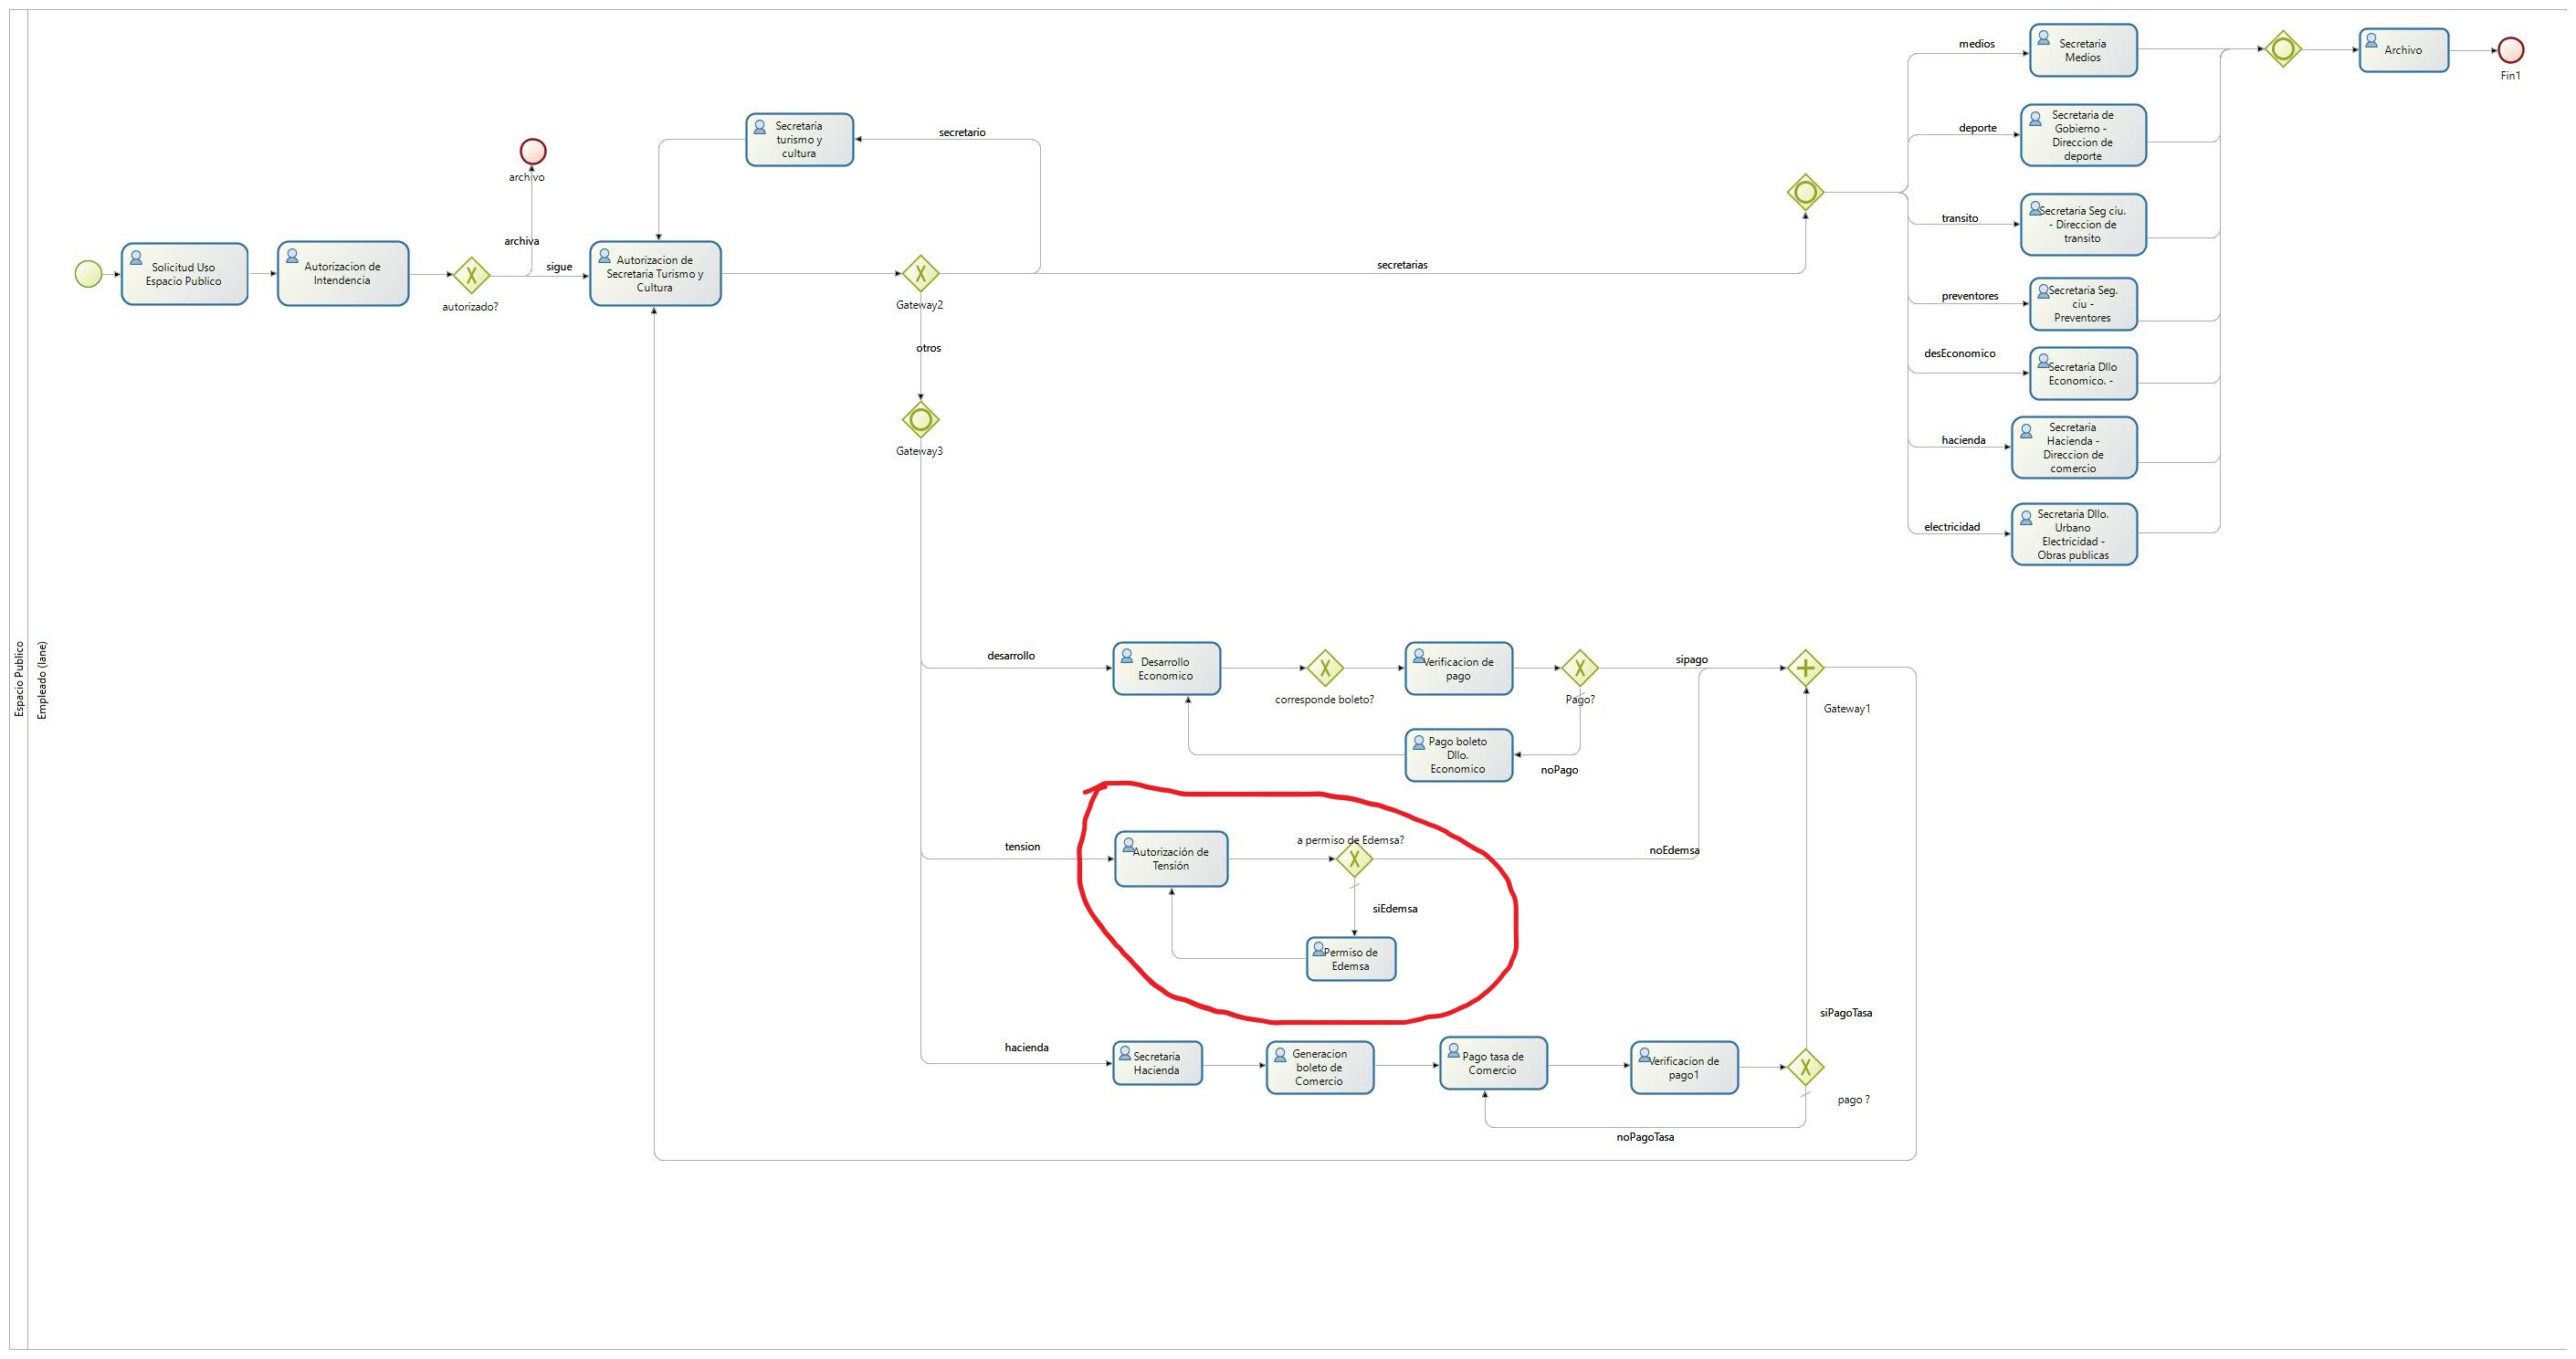 Espacio Publico
Empleado (lane)
Solicitud Uso
Espacio Publico
Autorizacion de
Intendencia
autorizado?
archivo
archiva
sigue
Autorizacion de
Secretaria Turismo y
Cultura
Secretaria
turismo y
cultura
secretario
Gateway2
secretarias
otros
Gateway3
medios
Secretaria
Medios
Archivo
Fin1
deporte
Secretaria de
Gobierno -
Direccion de
deporte
transito
Secretaria Seg ciu.
- Direccion de
transito
preventores
Secretaria Seg.
ciu -
Preventores
desEconomico
Secretaria Dllo
Economico. -
hacienda
Secretaria
Hacienda -
Direccion de
comercio
electricidad
Secretaria Dllo.
Urbano
Electricidad -
Obras publicas
desarrollo
Desarrollo
Economico
corresponde boleto?
Verificacion de
pago
Pago?
sipago
Gateway1
Pago boleto
Dllo.
Economico
noPago
tension
Autorización de
Tensión
a permiso de Edemsa?
noEdemsa
siEdemsa
Permiso de
Edemsa
hacienda
Secretaria
Hacienda
Generacion
boleto de
Comercio
Pago tasa de
Comercio
Verificacion de
pago1
siPagoTasa
pago ?
noPagoTasa